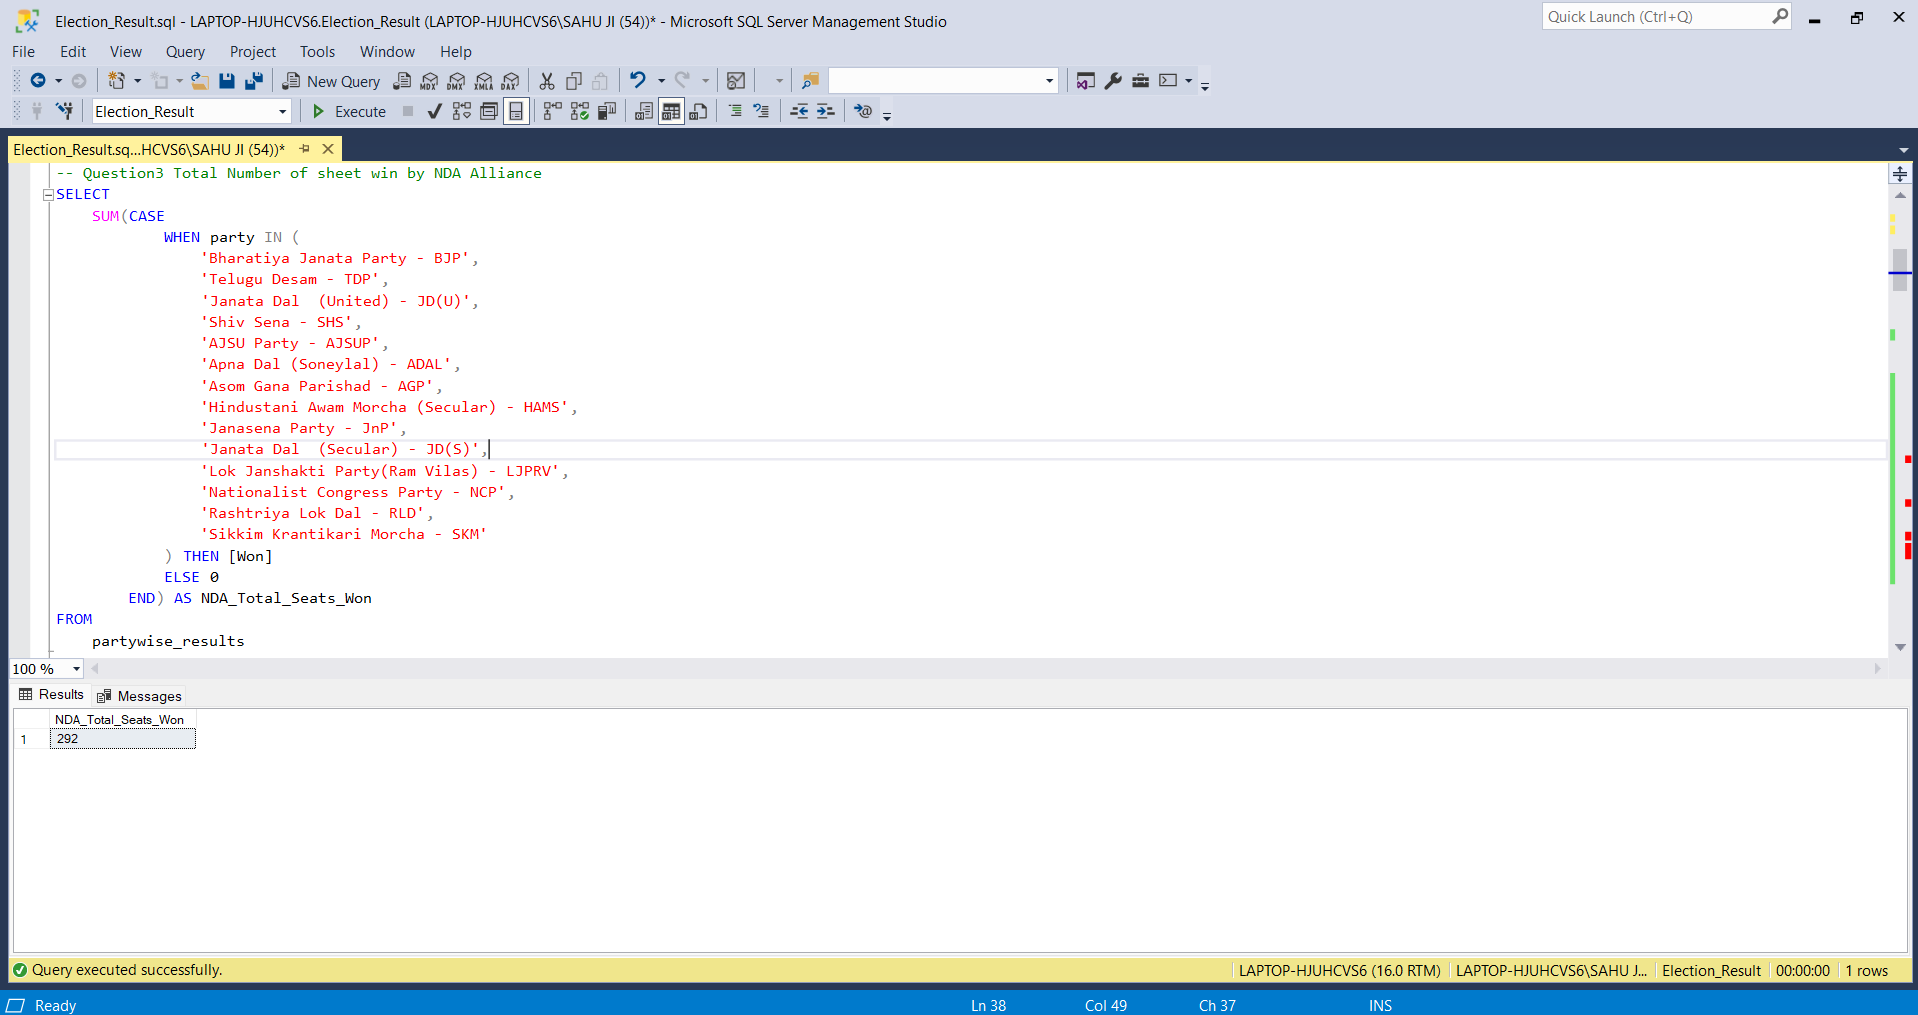 Election_Result.sql - LAPTOP-HJUHCVS6.Election_Result (LAPTOP-HJUHCVS6\SAHU JI (54))* - Microsoft SQL Server Management Studio
Quick Launch (Ctrl+Q)
File Edit View Query Project Tools Window Help
New Query MDX DMX XMLA DAX
Election_Result Execute
Election_Result.sq...HCVS6\SAHU JI (54))*
-- Question3 Total Number of sheet win by NDA Alliance
SELECT
SUM(CASE
WHEN party IN (
'Bharatiya Janata Party - BJP',
'Telugu Desam - TDP',
'Janata Dal  (United) - JD(U)',
'Shiv Sena - SHS',
'AJSU Party - AJSUP',
'Apna Dal (Soneylal) - ADAL',
'Asom Gana Parishad - AGP',
'Hindustani Awam Morcha (Secular) - HAMS',
'Janasena Party - JnP',
'Janata Dal  (Secular) - JD(S)',
'Lok Janshakti Party(Ram Vilas) - LJPRV',
'Nationalist Congress Party - NCP',
'Rashtriya Lok Dal - RLD',
'Sikkim Krantikari Morcha - SKM'
) THEN [Won]
ELSE 0
END) AS NDA_Total_Seats_Won
FROM
partywise_results
100 %
Results Messages
NDA_Total_Seats_Won
1 292
Query executed successfully. LAPTOP-HJUHCVS6 (16.0 RTM) LAPTOP-HJUHCVS6\SAHU J... Election_Result 00:00:00 1 rows
Ready Ln 38 Col 49 Ch 37 INS